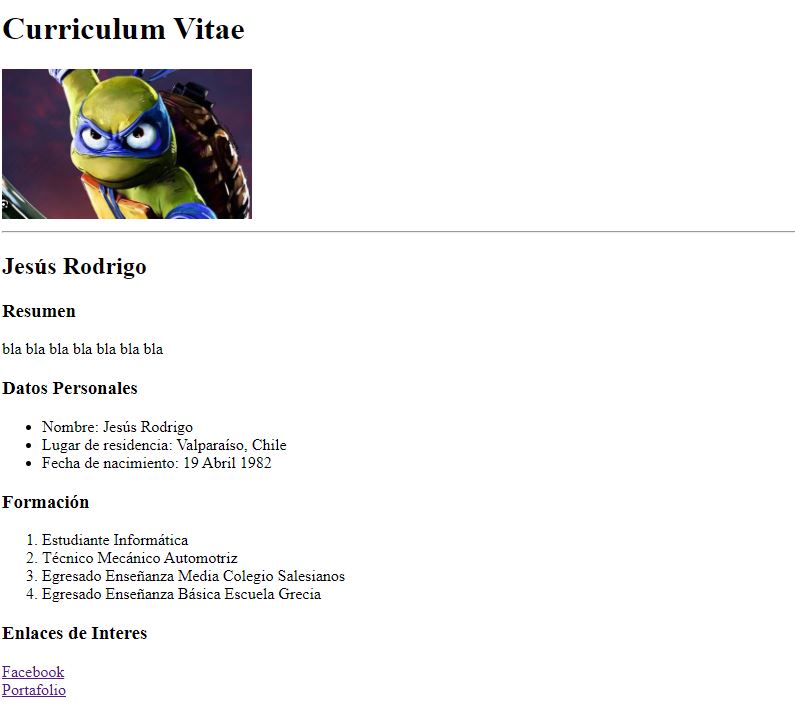 Curriculum Vitae
Jesús Rodrigo
Resumen
bla bla bla bla bla bla bla
Datos Personales
• Nombre: Jesús Rodrigo
• Lugar de residencia: Valparaíso, Chile
• Fecha de nacimiento: 19 Abril 1982
Formación
1. Estudiante Informática
2. Técnico Mecánico Automotriz
3. Egresado Enseñanza Media Colegio Salesianos
4. Egresado Enseñanza Básica Escuela Grecia
Enlaces de Interes
Facebook
Portafolio